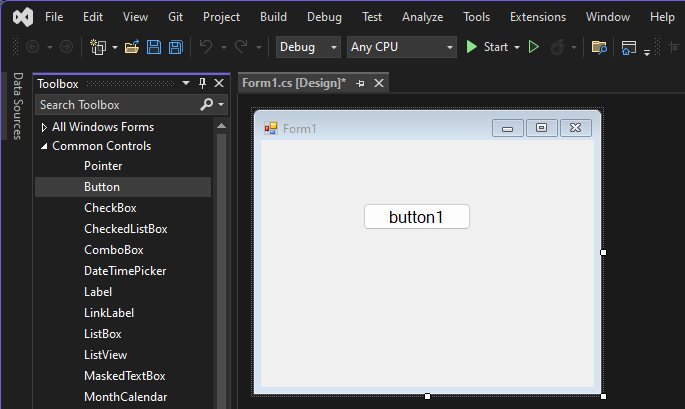 File Edit View Git Project Build Debug Test Analyze Tools Extensions Window Help
Debug Any CPU Start
Data Sources
Toolbox
Search Toolbox
All Windows Forms
Common Controls
Pointer
Button
CheckBox
CheckedListBox
ComboBox
DateTimePicker
Label
LinkLabel
ListBox
ListView
MaskedTextBox
MonthCalendar
Form1.cs [Design]*
Form1
button1